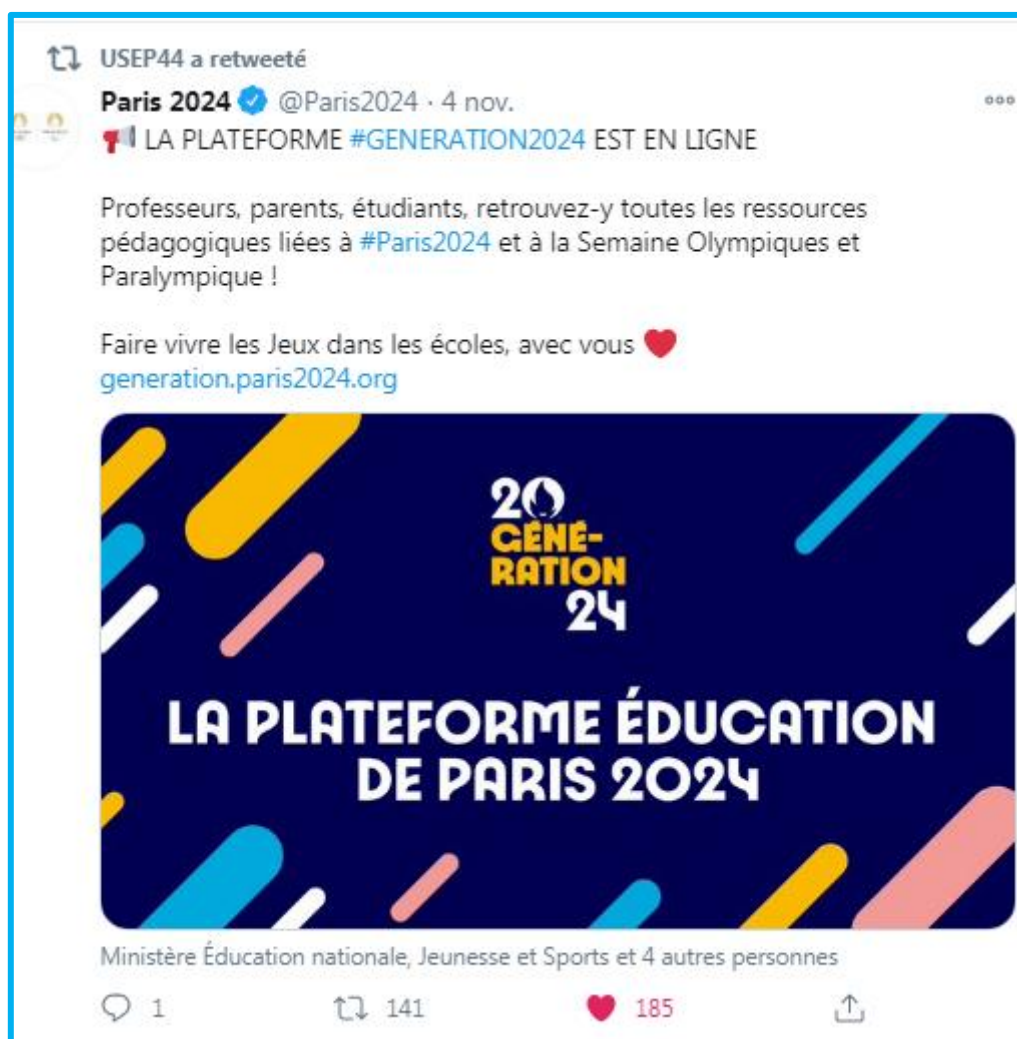 USEP44 a retweeté
Paris 2024 @Paris2024 · 4 nov.
LA PLATEFORME #GENERATION2024 EST EN LIGNE
Professeurs, parents, étudiants, retrouvez-y toutes les ressources
pédagogiques liées à #Paris2024 et à la Semaine Olympiques et
Paralympique !
Faire vivre les Jeux dans les écoles, avec vous ❤
generation.paris2024.org
20
GÉNÉ-
RATION
24
LA PLATEFORME ÉDUCATION
DE PARIS 2024
Ministère Éducation nationale, Jeunesse et Sports et 4 autres personnes
1 141 185